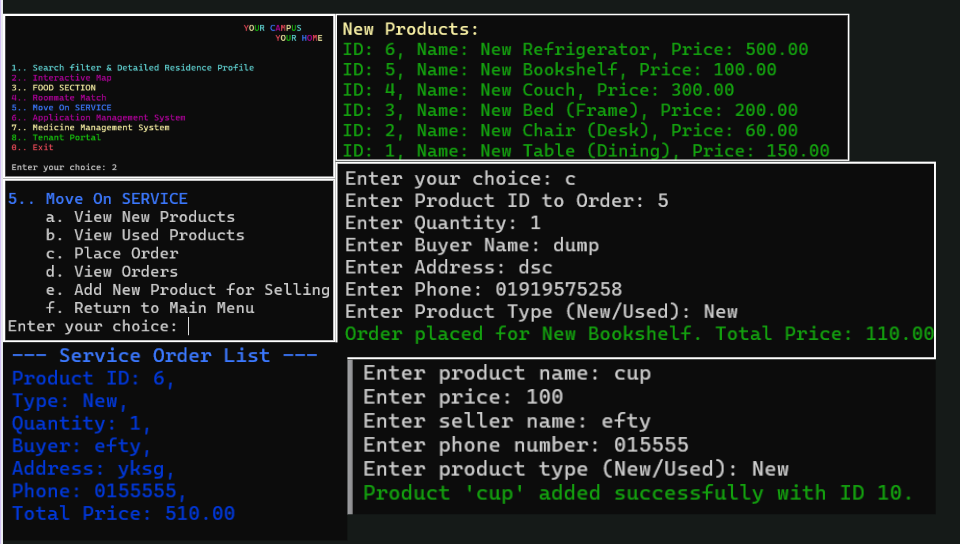 YOUR CAMPUS
YOUR HOME
1.. Search filter & Detailed Residence Profile
2.. Interactive Map
3.. FOOD SECTION
4.. Roommate Match
5.. Move On SERVICE
6.. Application Management System
7.. Medicine Management System
8.. Tenant Portal
0.. Exit
Enter your choice: 2
New Products:
ID: 6, Name: New Refrigerator, Price: 500.00
ID: 5, Name: New Bookshelf, Price: 100.00
ID: 4, Name: New Couch, Price: 300.00
ID: 3, Name: New Bed (Frame), Price: 200.00
ID: 2, Name: New Chair (Desk), Price: 60.00
ID: 1, Name: New Table (Dining), Price: 150.00
5.. Move On SERVICE
a. View New Products
b. View Used Products
c. Place Order
d. View Orders
e. Add New Product for Selling
f. Return to Main Menu
Enter your choice:
Enter your choice: c
Enter Product ID to Order: 5
Enter Quantity: 1
Enter Buyer Name: dump
Enter Address: dsc
Enter Phone: 01919575258
Enter Product Type (New/Used): New
Order placed for New Bookshelf. Total Price: 110.00
--- Service Order List ---
Product ID: 6,
Type: New,
Quantity: 1,
Buyer: efty,
Address: yksg,
Phone: 0155555,
Total Price: 510.00
Enter product name: cup
Enter price: 100
Enter seller name: efty
Enter phone number: 015555
Enter product type (New/Used): New
Product 'cup' added successfully with ID 10.